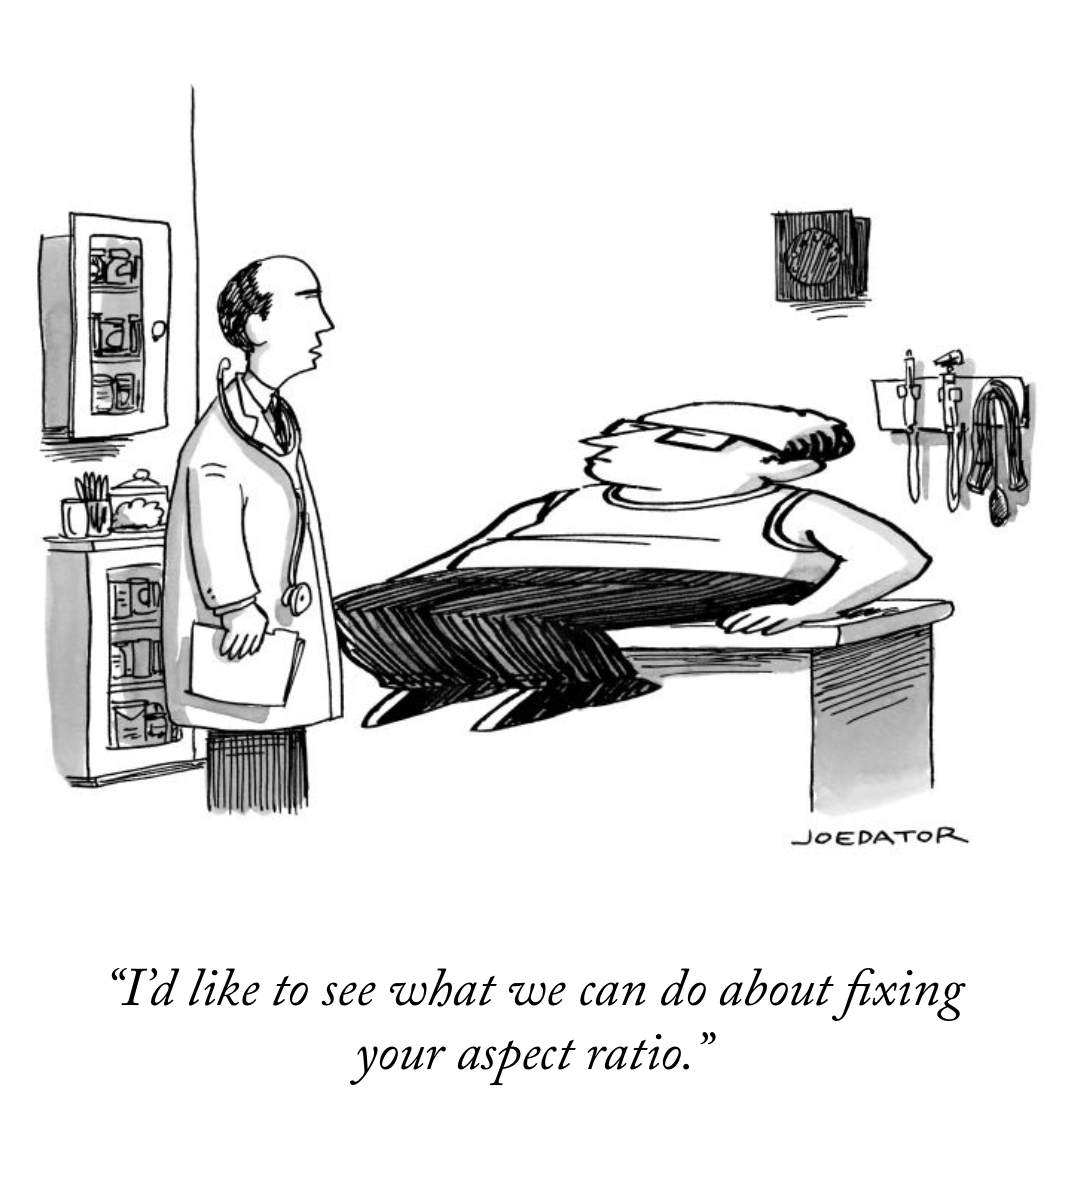 JOEDATOR
“I’d like to see what we can do about fixing
your aspect ratio.”